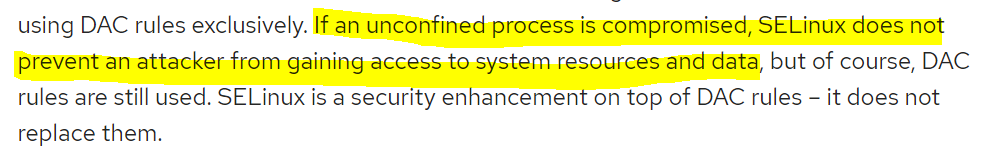 using DAC rules exclusively. If an unconfined process is compromised, SELinux does not
prevent an attacker from gaining access to system resources and data, but of course, DAC
rules are still used. SELinux is a security enhancement on top of DAC rules – it does not
replace them.